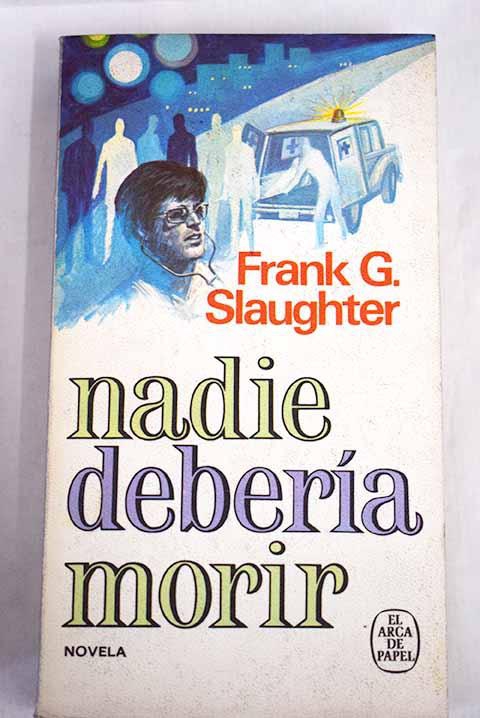 Frank G.
Slaughter
nadie
debería
morir
NOVELA
EL
ARCA
DE
PAPEL